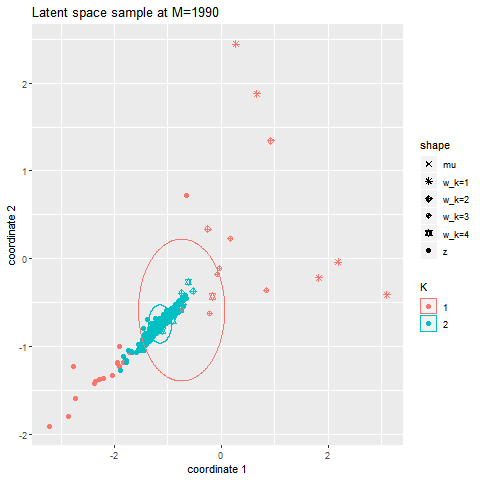 Latent space sample at M=1990
2
1
0
-1
-2
coordinate 2
-2
0
2
coordinate 1
shape
mu
w_k=1
w_k=2
w_k=3
w_k=4
z
K
1
2